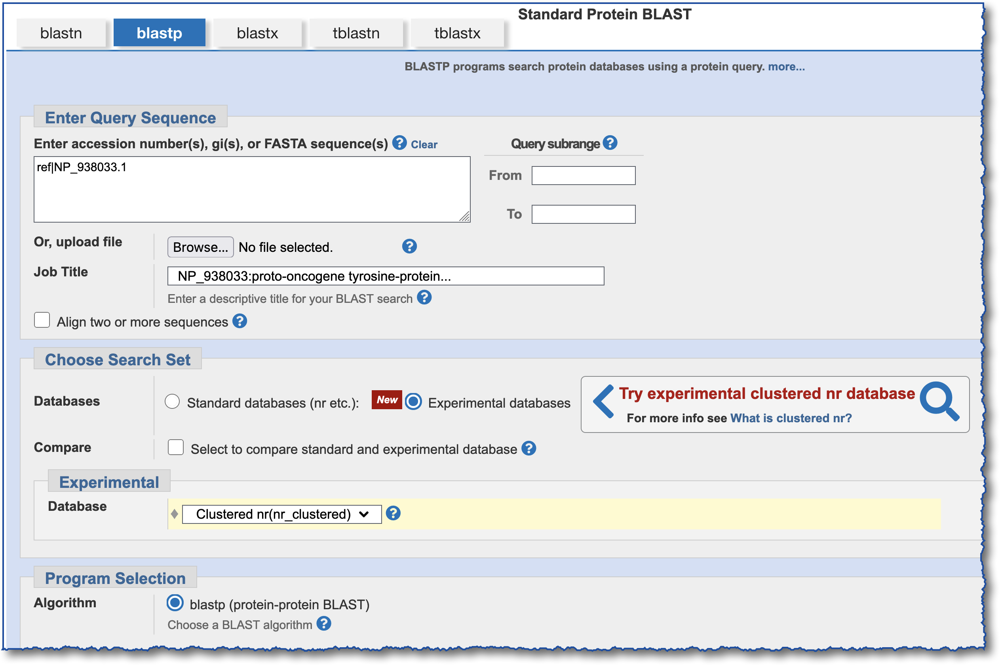 Standard Protein BLAST
blastn blastp blastx tblastn tblastx
BLASTP programs search protein databases using a protein query. more...
Enter Query Sequence
Enter accession number(s), gi(s), or FASTA sequence(s) ? Clear
Query subrange ?
ref|NP_938033.1
From
To
Or, upload file
Browse... No file selected. ?
Job Title
NP_938033:proto-oncogene tyrosine-protein...
Enter a descriptive title for your BLAST search ?
Align two or more sequences ?
Choose Search Set
Databases
Standard databases (nr etc.): New Experimental databases
Try experimental clustered nr database
For more info see What is clustered nr?
Compare
Select to compare standard and experimental database ?
Experimental
Database
Clustered nr(nr_clustered) ?
Program Selection
Algorithm
blastp (protein-protein BLAST)
Choose a BLAST algorithm ?